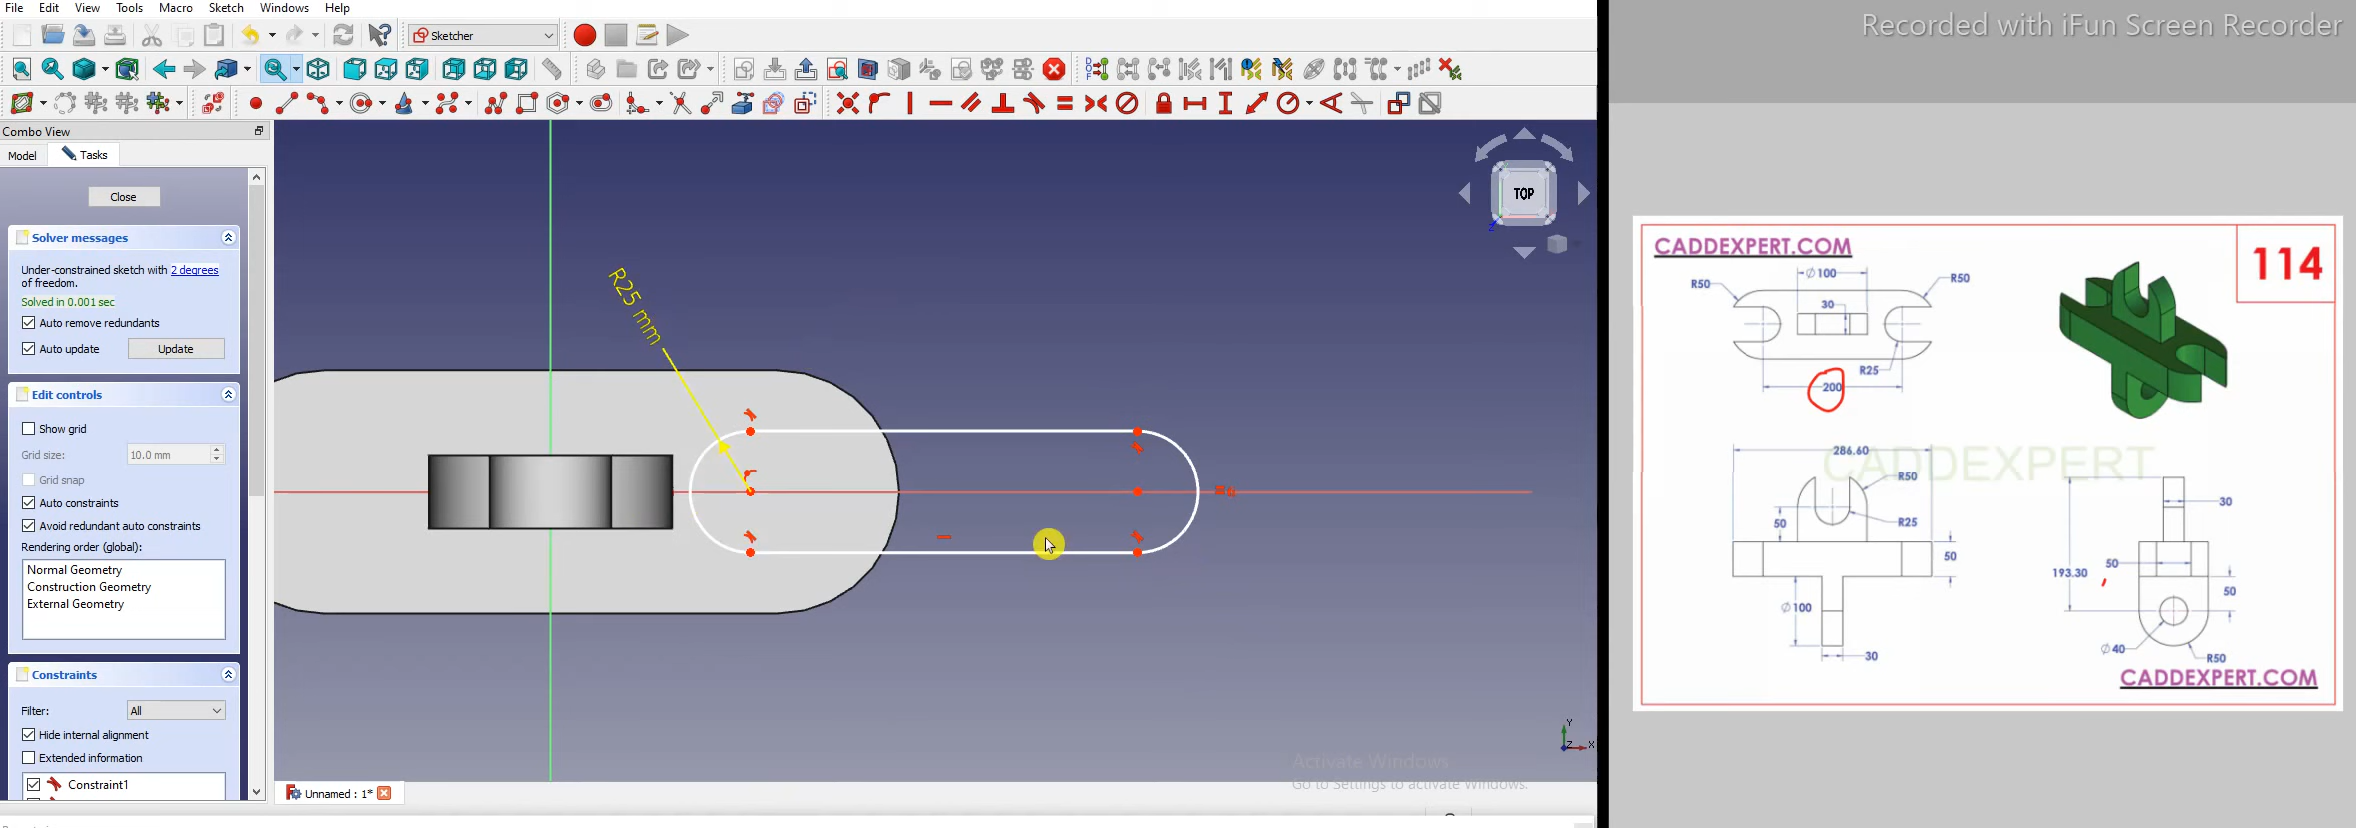 File Edit View Tools Macro Sketch Windows Help
Recorded with iFun Screen Recorder
Sketcher
Combo View
Model Tasks
Close
Solver messages
Under-constrained sketch with 2 degrees
of freedom.
Solved in 0.001 sec
Auto remove redundants
Auto update Update
Edit controls
Show grid
Grid size: 10.0 mm
Grid snap
Auto constraints
Avoid redundant auto constraints
Rendering order (global):
Normal Geometry
Construction Geometry
External Geometry
Constraints
Filter: All
Hide internal alignment
Extended information
Constraint1
R25 mm
TOP
Z
Y
Z X
Activate Windows
Go to Settings to activate Windows.
Unnamed : 1*
CADDEXPERT.COM
114
Ø100
R50
R50
30
R25
200
CADDEXPERT
286.60
R50
50
R25
50
Ø100
30
30
50
193.30
50
Ø40
R50
CADDEXPERT.COM